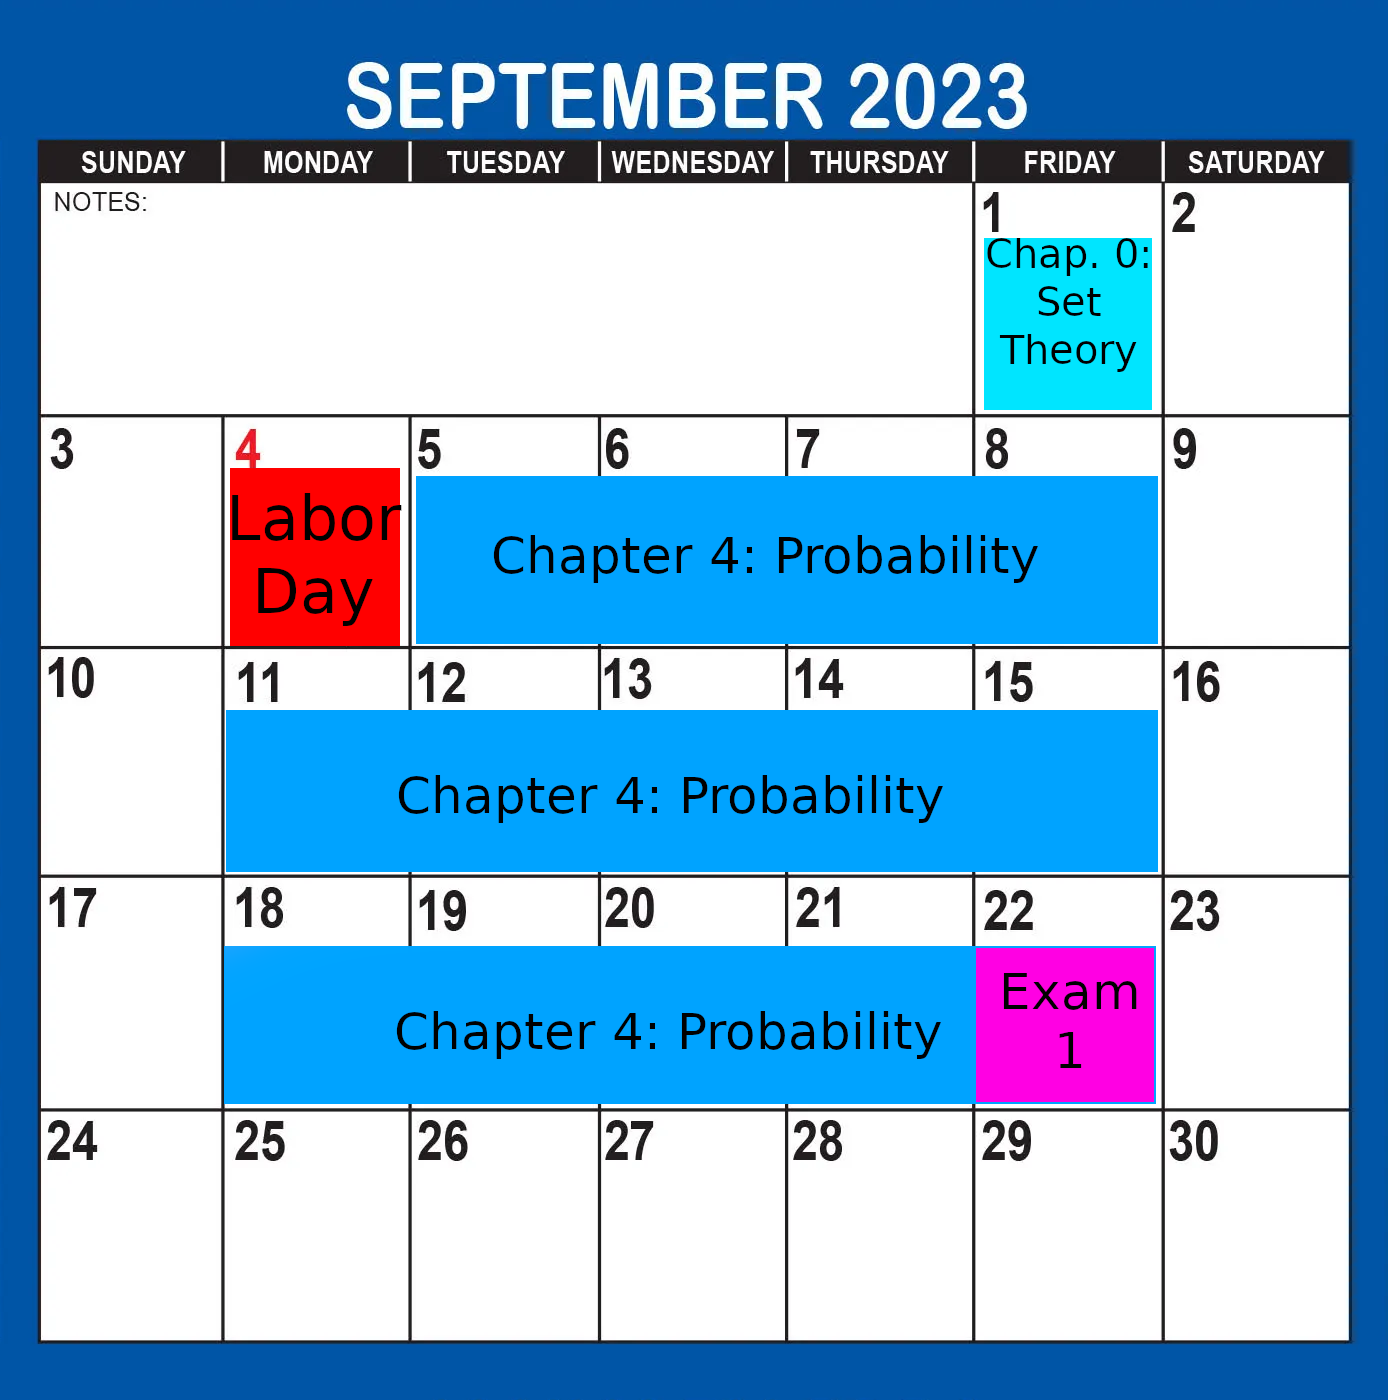 SEPTEMBER 2023
SUNDAY MONDAY TUESDAY WEDNESDAY THURSDAY FRIDAY SATURDAY
NOTES:
1 2
Chap. 0:
Set
Theory
3 4 5 6 7 8 9
Labor
Day
Chapter 4: Probability
10 11 12 13 14 15 16
Chapter 4: Probability
17 18 19 20 21 22 23
Chapter 4: Probability
Exam
1
24 25 26 27 28 29 30